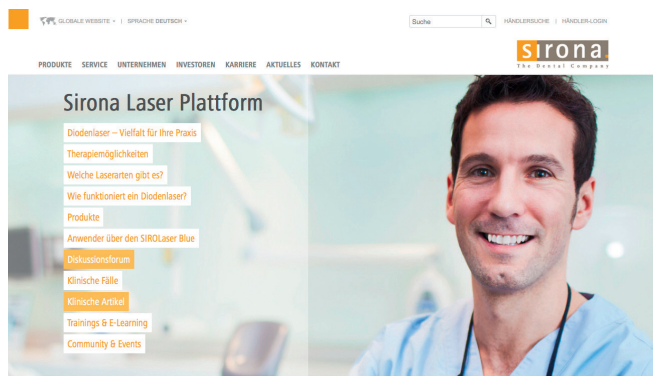 GLOBALE WEBSITE | SPRACHE DEUTSCH
Suche
HÄNDLERSUCHE | HÄNDLER-LOGIN
sirona.
The Dental Company
PRODUKTE SERVICE UNTERNEHMEN INVESTOREN KARRIERE AKTUELLES KONTAKT
Sirona Laser Plattform
Diodenlaser – Vielfalt für Ihre Praxis
Therapiemöglichkeiten
Welche Laserarten gibt es?
Wie funktioniert ein Diodenlaser?
Produkte
Anwender über den SIROLaser Blue
Diskussionsforum
Klinische Fälle
Klinische Artikel
Trainings & E-Learning
Community & Events